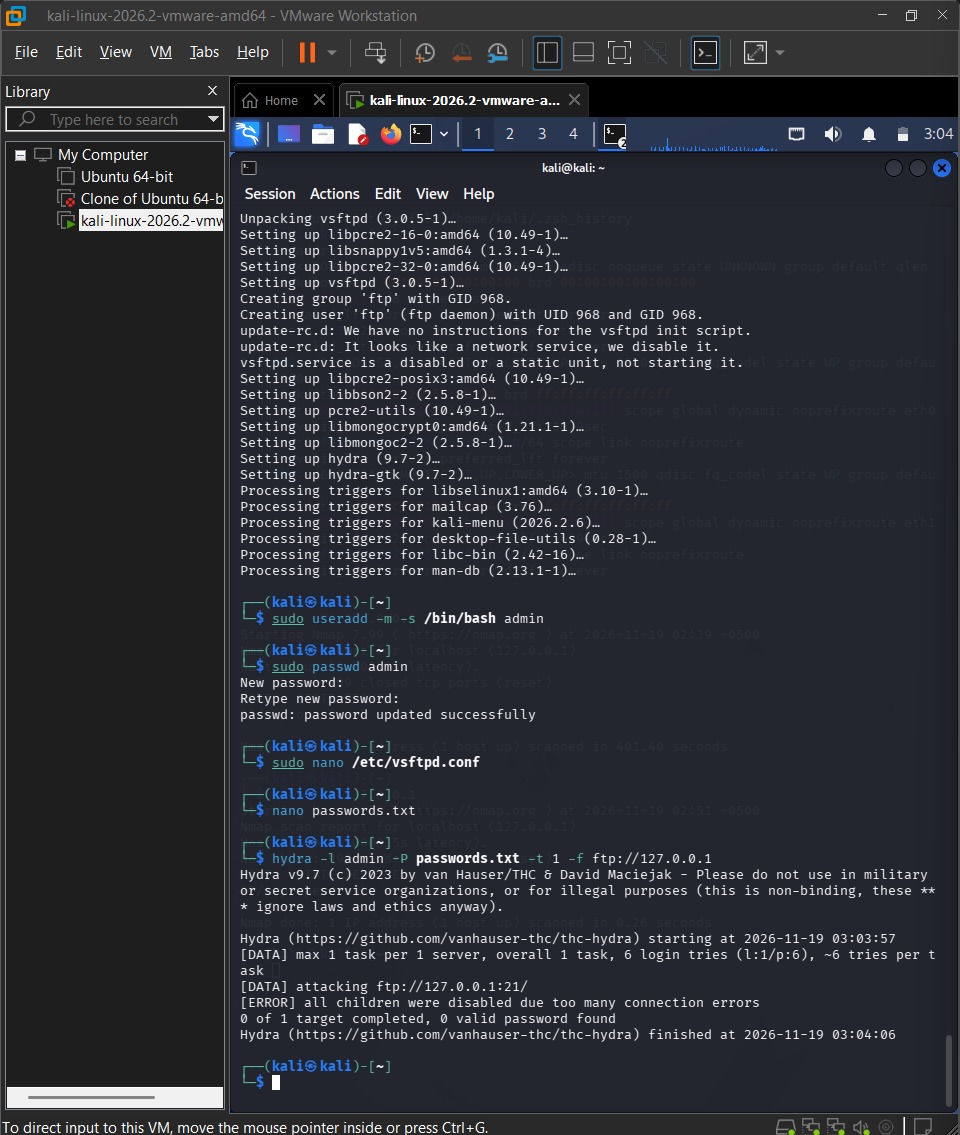 kali-linux-2026.2-vmware-amd64 - VMware Workstation
File Edit View VM Tabs Help
Library
Home
kali-linux-2026.2-vmware-a...
Type here to search
1 2 3 4
2
3:04
My Computer
Ubuntu 64-bit
Clone of Ubuntu 64-b
kali-linux-2026.2-vmw
kali@kali: ~
Session Actions Edit View Help
Unpacking vsftpd (3.0.5-1)…
Setting up libpcre2-16-0:amd64 (10.49-1)…
Setting up libsnappy1v5:amd64 (1.3.1-4)…
Setting up libpcre2-32-0:amd64 (10.49-1)…
Setting up vsftpd (3.0.5-1)…
Creating group 'ftp' with GID 968.
Creating user 'ftp' (ftp daemon) with UID 968 and GID 968.
update-rc.d: We have no instructions for the vsftpd init script.
update-rc.d: It looks like a network service, we disable it.
vsftpd.service is a disabled or a static unit, not starting it.
Setting up libpcre2-posix3:amd64 (10.49-1)…
Setting up libbson2-2 (2.5.8-1)…
Setting up pcre2-utils (10.49-1)…
Setting up libmongocrypt0:amd64 (1.21.1-1)…
Setting up libmongoc2-2 (2.5.8-1)…
Setting up hydra (9.7-2)…
Setting up hydra-gtk (9.7-2)…
Processing triggers for libselinux1:amd64 (3.10-1)…
Processing triggers for mailcap (3.76)…
Processing triggers for kali-menu (2026.2.6)…
Processing triggers for desktop-file-utils (0.28-1)…
Processing triggers for libc-bin (2.42-16)…
Processing triggers for man-db (2.13.1-1)…
┌──(kali㉿kali)-[~]
└─$ sudo useradd -m -s /bin/bash admin
┌──(kali㉿kali)-[~]
└─$ sudo passwd admin
New password:
Retype new password:
passwd: password updated successfully
┌──(kali㉿kali)-[~]
└─$ sudo nano /etc/vsftpd.conf
┌──(kali㉿kali)-[~]
└─$ nano passwords.txt
┌──(kali㉿kali)-[~]
└─$ hydra -l admin -P passwords.txt -t 1 -f ftp://127.0.0.1
Hydra v9.7 (c) 2023 by van Hauser/THC & David Maciejak - Please do not use in military
or secret service organizations, or for illegal purposes (this is non-binding, these **
* ignore laws and ethics anyway).
Hydra (https://github.com/vanhauser-thc/thc-hydra) starting at 2026-11-19 03:03:57
[DATA] max 1 task per 1 server, overall 1 task, 6 login tries (l:1/p:6), ~6 tries per t
ask
[DATA] attacking ftp://127.0.0.1:21/
[ERROR] all children were disabled due too many connection errors
0 of 1 target completed, 0 valid password found
Hydra (https://github.com/vanhauser-thc/thc-hydra) finished at 2026-11-19 03:04:06
┌──(kali㉿kali)-[~]
└─$
To direct input to this VM, move the mouse pointer inside or press Ctrl+G.